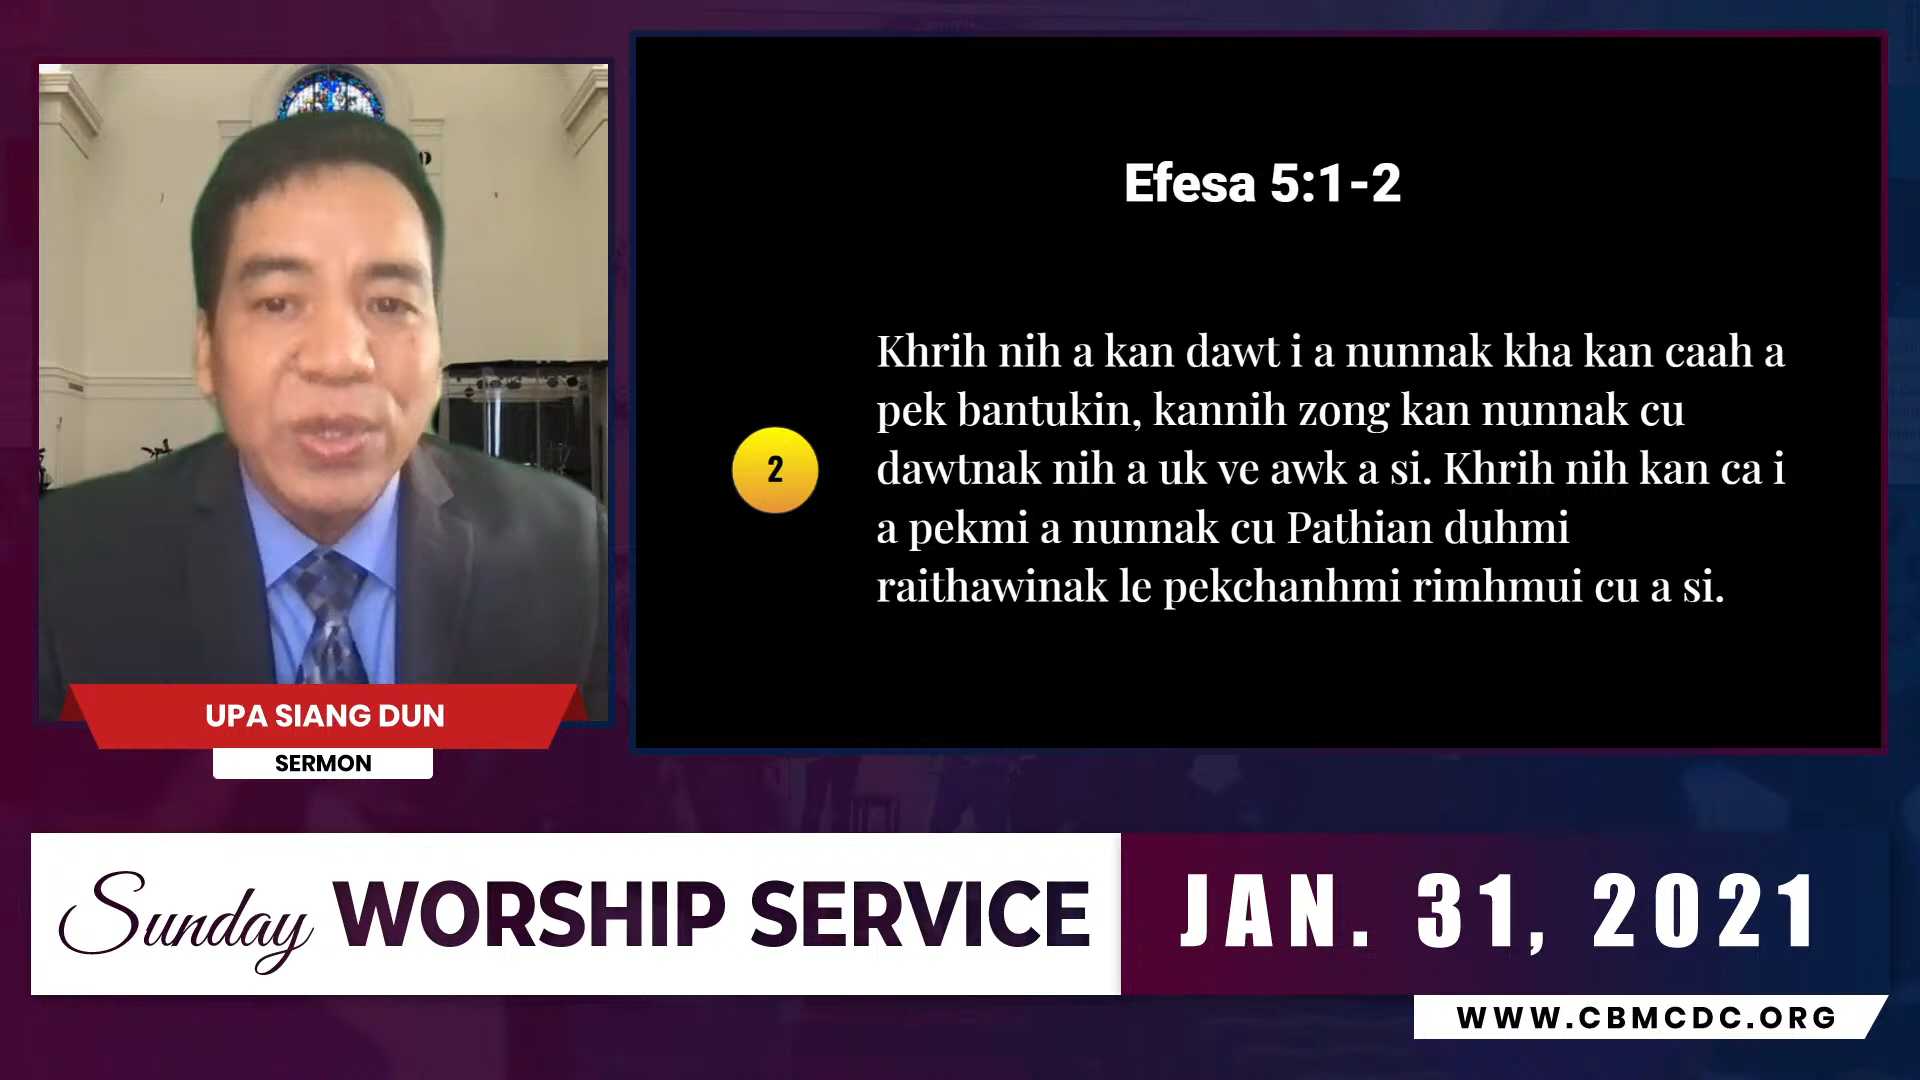 Efesa 5:1-2
2
Khrih nih a kan dawt i a nunnak kha kan caah a
pek bantukin, kannih zong kan nunnak cu
dawtnak nih a uk ve awk a si. Khrih nih kan ca i
a pekmi a nunnak cu Pathian duhmi
raithawinak le pekchanhmi rimhmui cu a si.
UPA SIANG DUN
SERMON
Sunday WORSHIP SERVICE
JAN. 31, 2021
WWW.CBMCDC.ORG